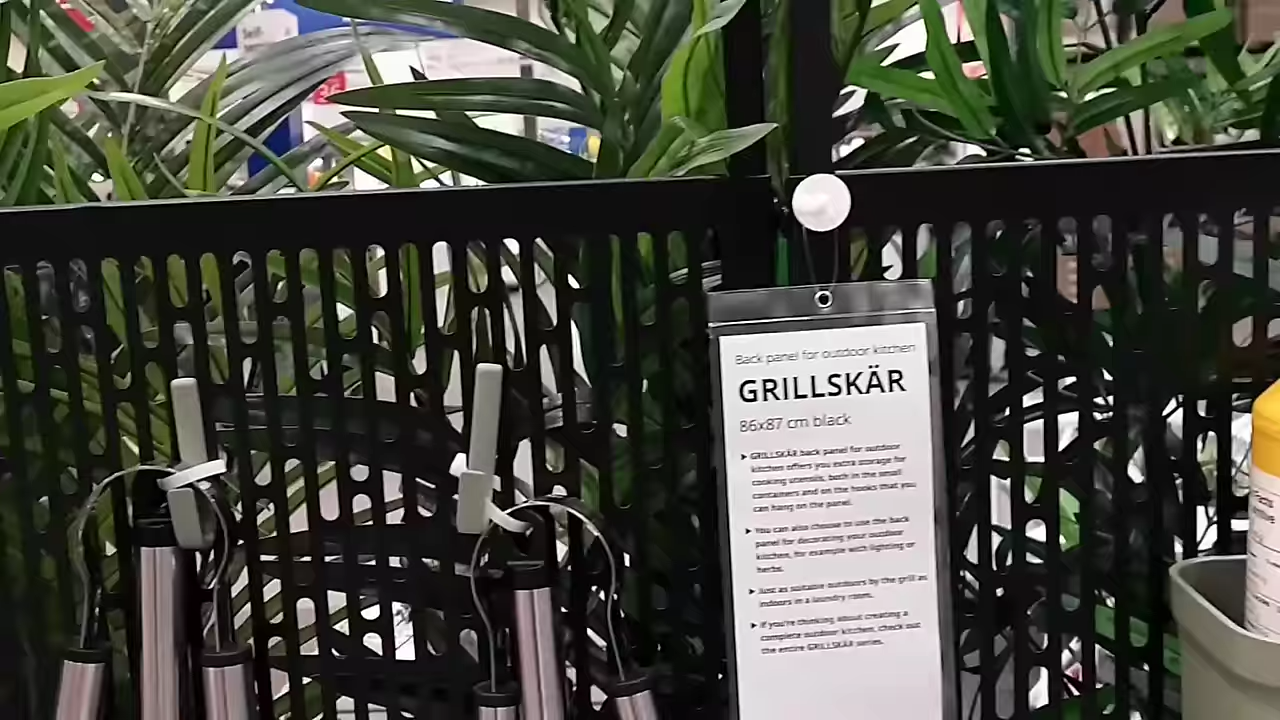 Self-
Back panel for outdoor kitchen
GRILLSKÄR
86x87 cm black
➤ GRILLSKÄR back panel for outdoor
kitchen offers you extra storage for
cooking utensils, both in the small
containers and on the hooks that you
can hang on the panel.
➤ You can also choose to use the back
panel for decorating your outdoor
kitchen, for example with lighting or
herbs.
➤ Just as suitable outdoors by the grill as
indoors in a laundry room.
➤ If you're thinking about creating a
complete outdoor kitchen, check out
the entire GRILLSKÄR series.